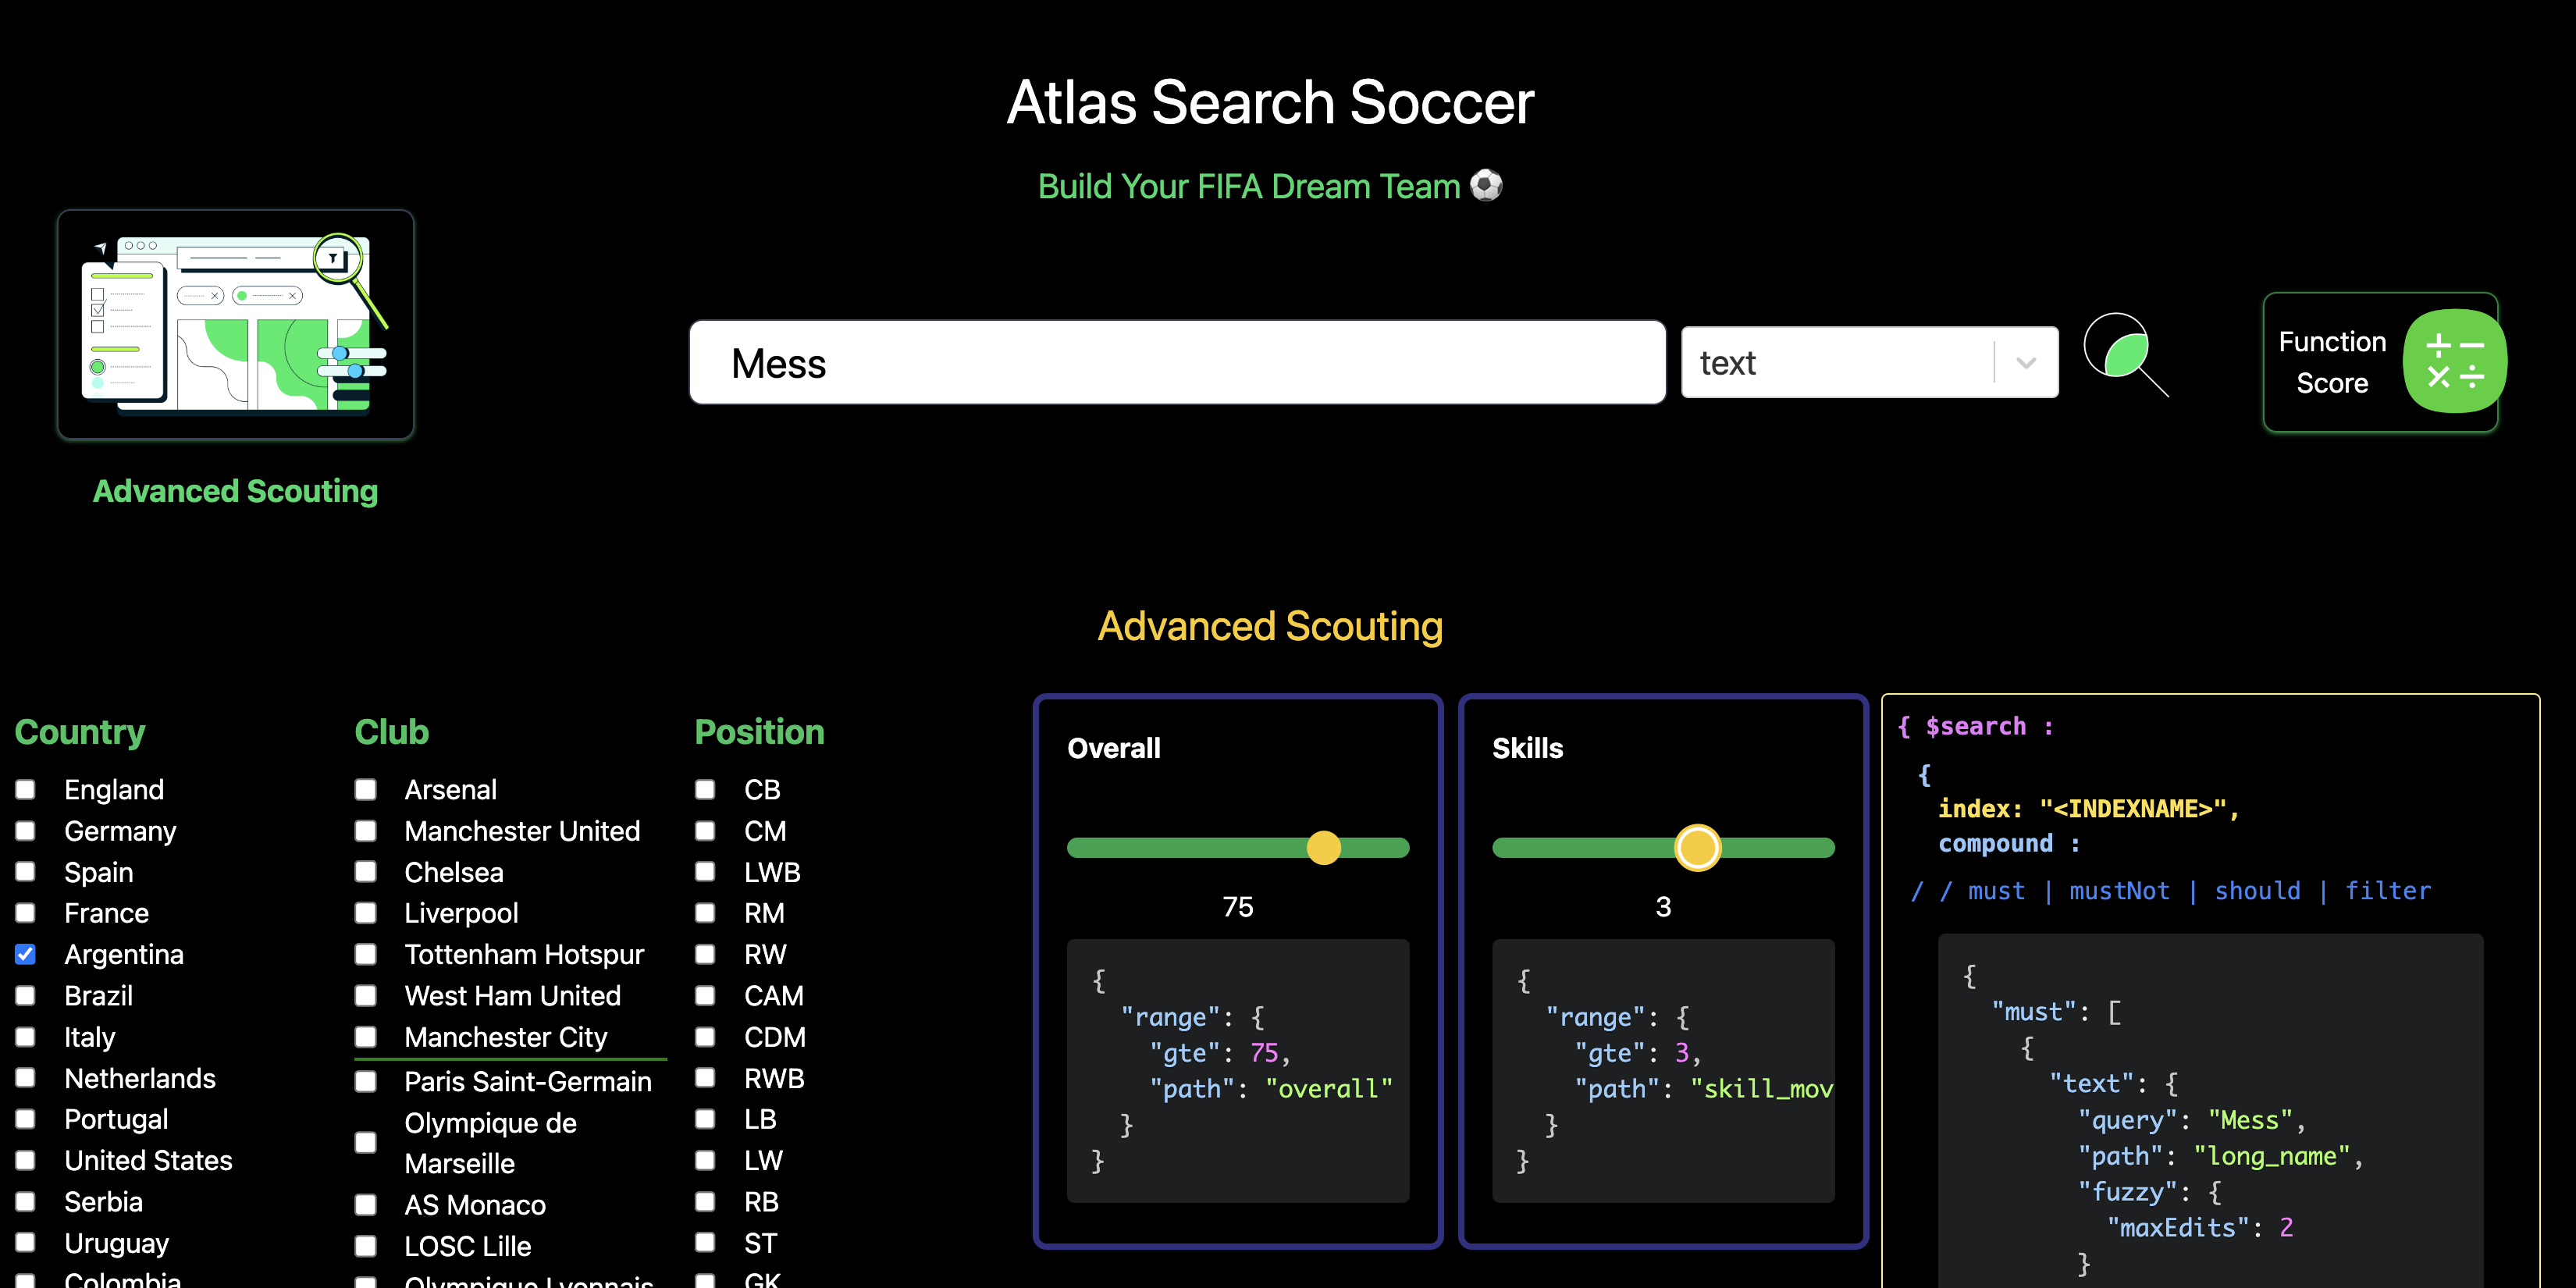 Atlas Search Soccer
Build Your FIFA Dream Team
Mess
text
Function
Score
Advanced Scouting
Advanced Scouting
Country
England
Germany
Spain
France
Argentina
Brazil
Italy
Netherlands
Portugal
United States
Serbia
Uruguay
Colombia
Club
Arsenal
Manchester United
Chelsea
Liverpool
Tottenham Hotspur
West Ham United
Manchester City
Paris Saint-Germain
Olympique de
Marseille
AS Monaco
LOSC Lille
Olympique Lyonnais
Position
CB
CM
LWB
RM
RW
CAM
CDM
RWB
LB
LW
RB
ST
GK
Overall
75
{
"range": {
"gte": 75,
"path": "overall"
}
}
Skills
3
{
"range": {
"gte": 3,
"path": "skill_mov
}
}
{ $search :
{
index: "<INDEXNAME>",
compound :
/ / must | mustNot | should | filter
{
"must": [
{
"text": {
"query": "Mess",
"path": "long_name",
"fuzzy": {
"maxEdits": 2
}